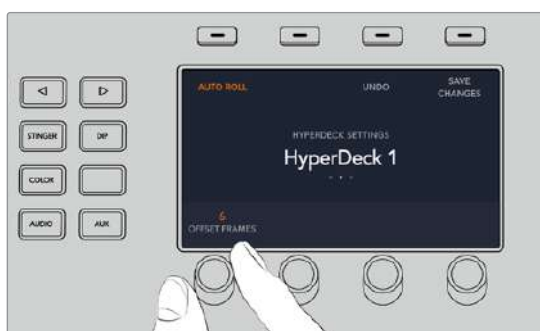 AUTO ROLL
UNDO
SAVE
CHANGES
HYPERDECK SETTINGS
HyperDeck 1
6
OFFSET FRAMES
STINGER
DIP
COLOR
AUDIO
AUX